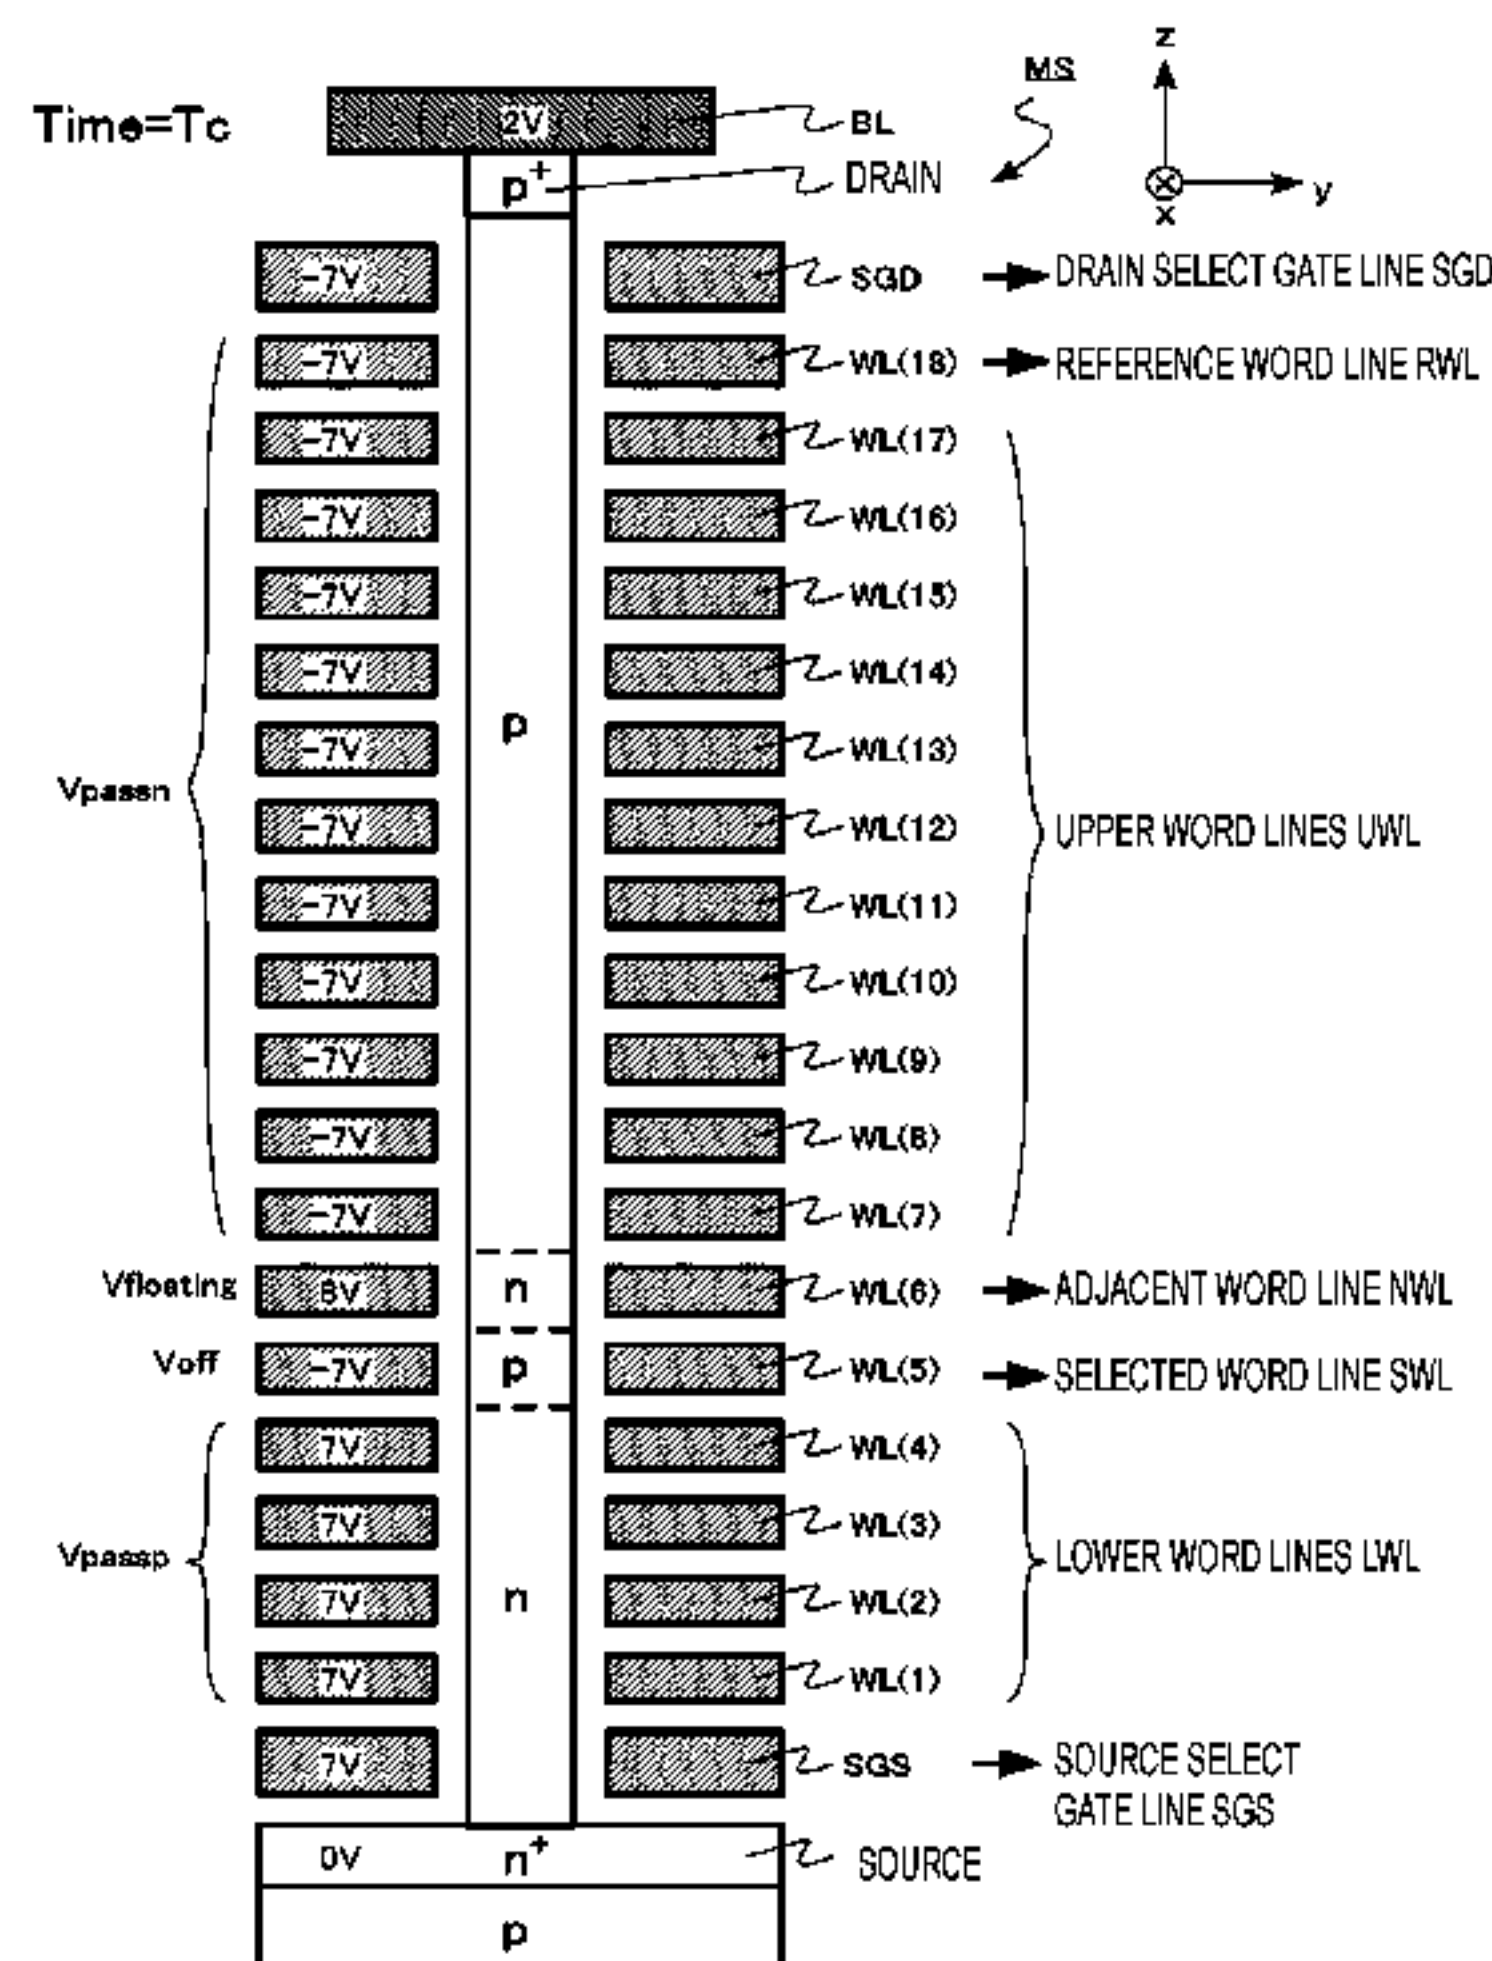 Time=Tc
2V
BL
MS
z
y
x
p+
DRAIN
-7V
SGD
DRAIN SELECT GATE LINE SGD
-7V
WL(18)
REFERENCE WORD LINE RWL
-7V
WL(17)
-7V
WL(16)
-7V
WL(15)
-7V
WL(14)
p
-7V
WL(13)
Vpassn
-7V
WL(12)
UPPER WORD LINES UWL
-7V
WL(11)
-7V
WL(10)
-7V
WL(9)
-7V
WL(8)
-7V
WL(7)
Vfloating
n
WL(6)
ADJACENT WORD LINE NWL
Voff
-7V
p
WL(5)
SELECTED WORD LINE SWL
7V
WL(4)
7V
WL(3)
Vpassp
LOWER WORD LINES LWL
7V
n
WL(2)
7V
WL(1)
7V
SGS
SOURCE SELECT
GATE LINE SGS
0V
n+
SOURCE
p